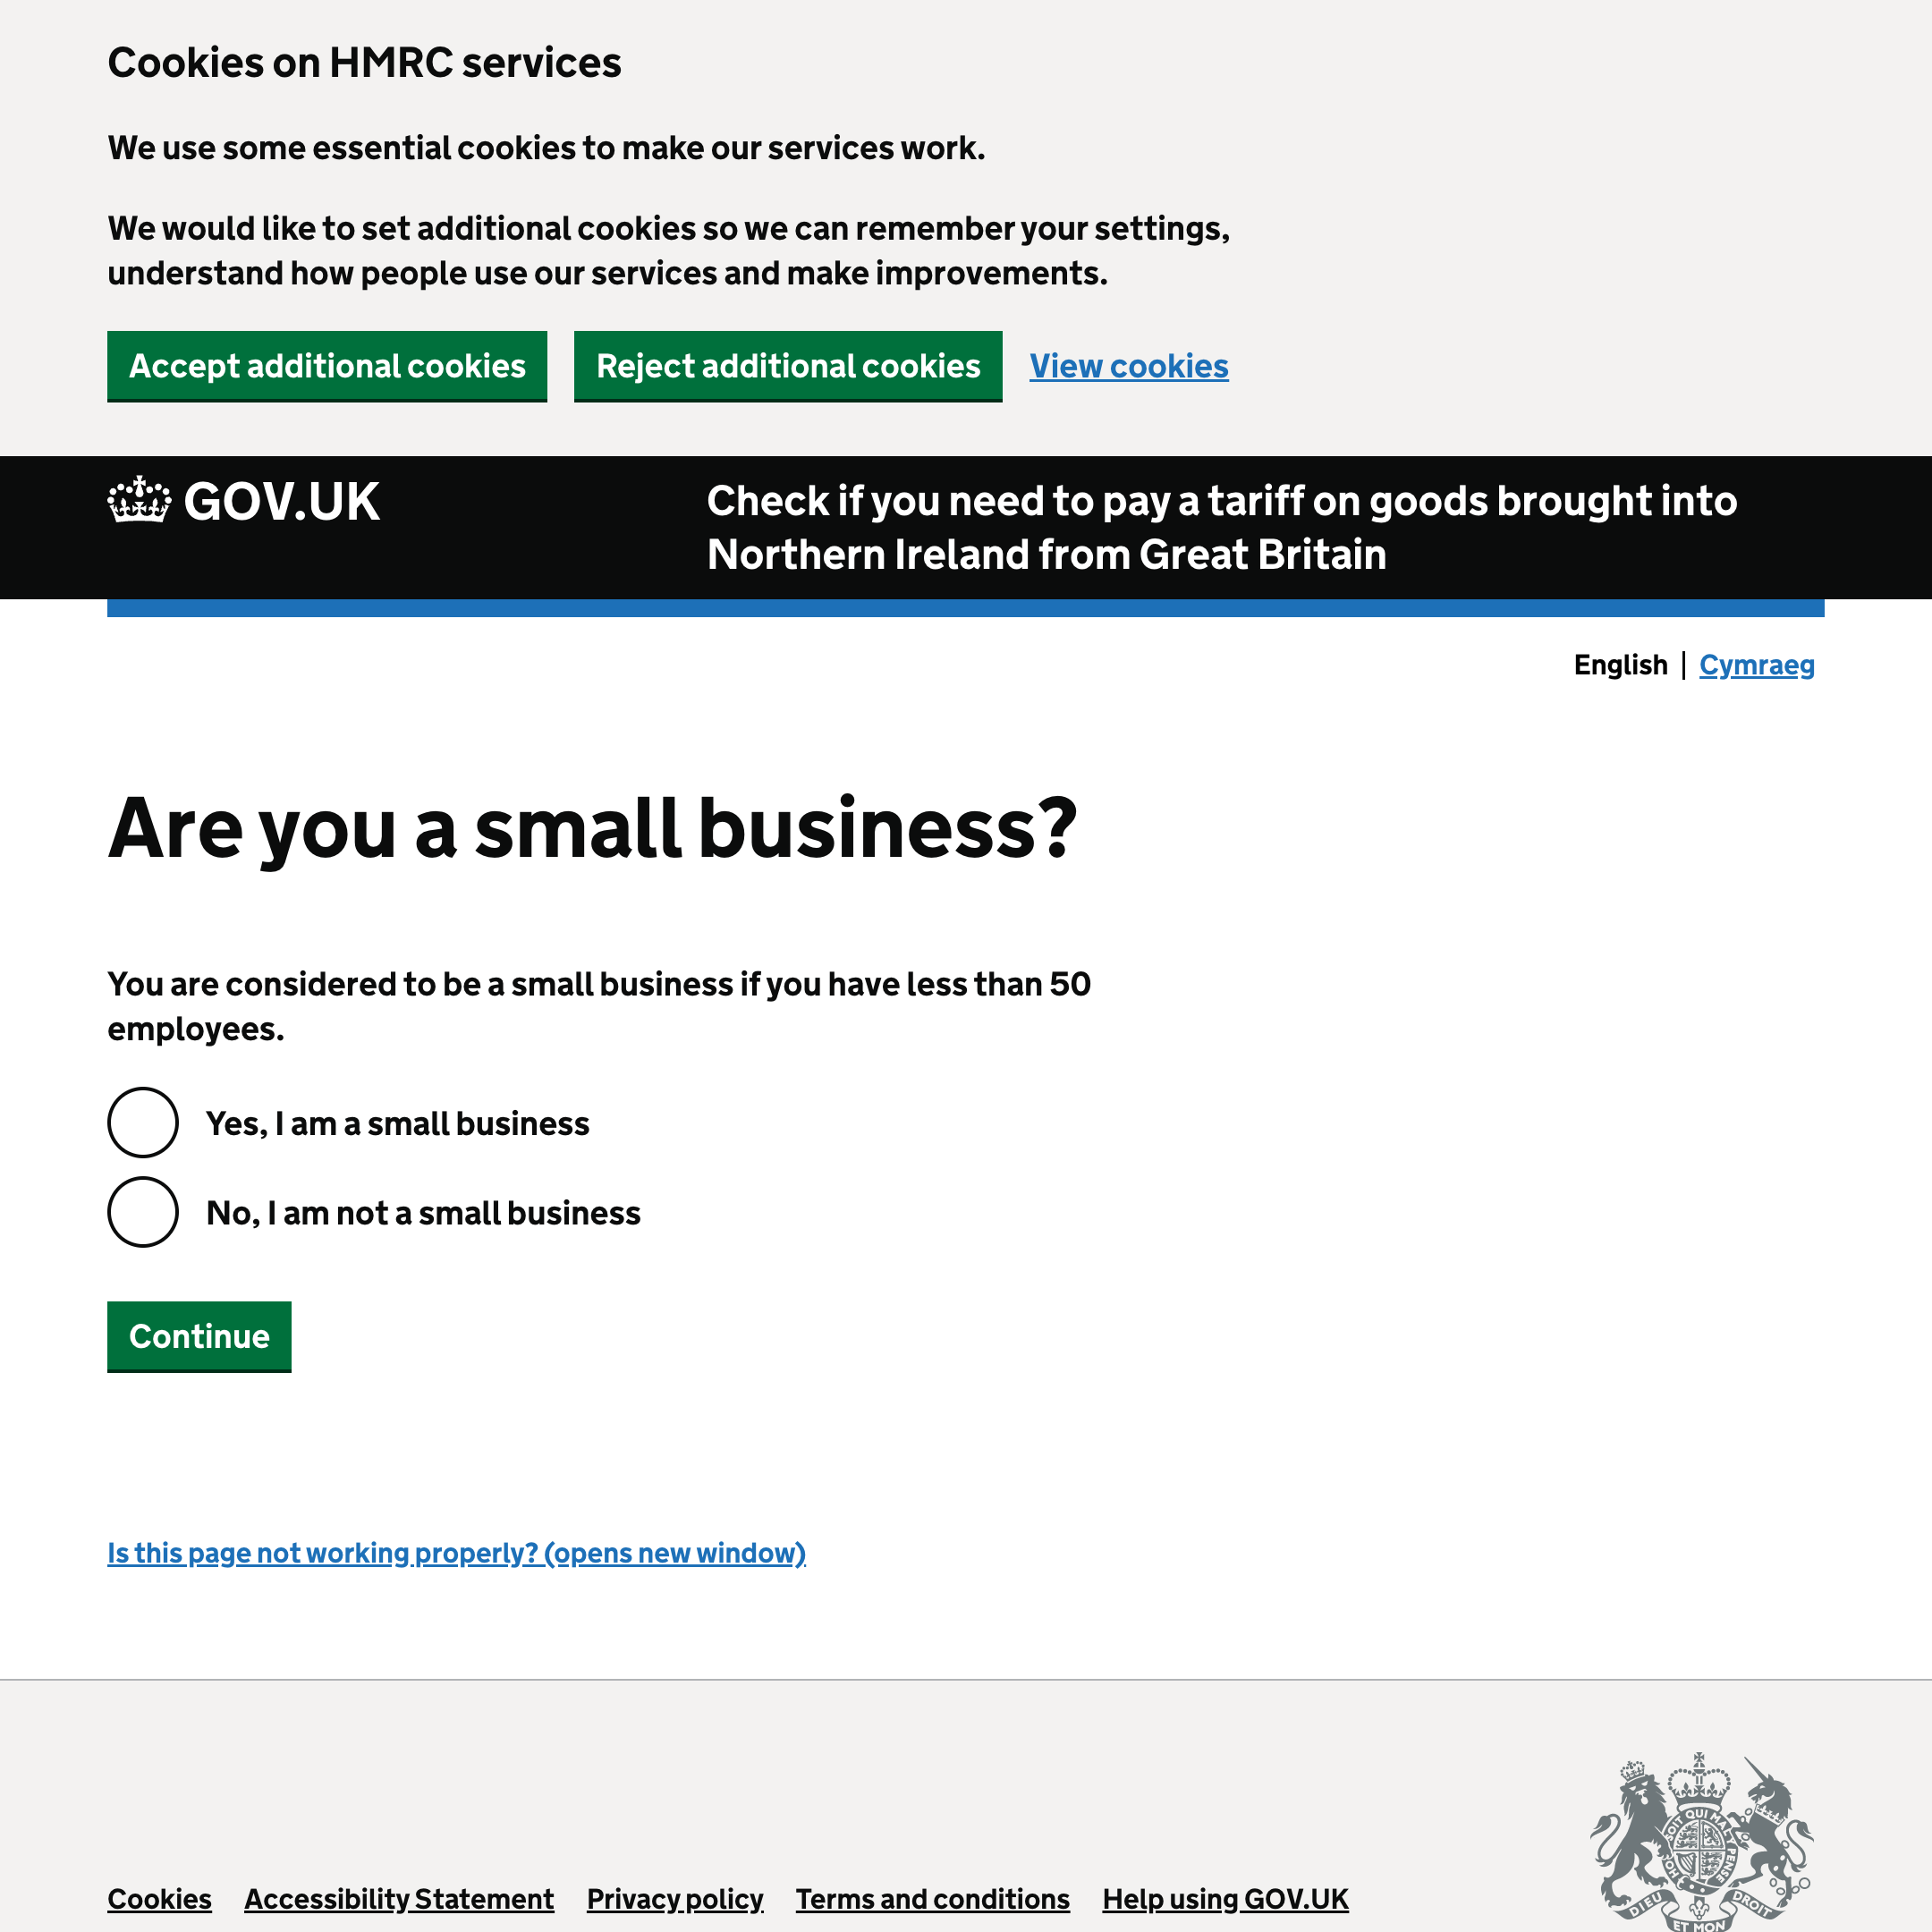 Cookies on HMRC services
We use some essential cookies to make our services work.
We would like to set additional cookies so we can remember your settings,
understand how people use our services and make improvements.
Accept additional cookies
Reject additional cookies
View cookies
GOV.UK
Check if you need to pay a tariff on goods brought into
Northern Ireland from Great Britain
English
Cymraeg
Are you a small business?
You are considered to be a small business if you have less than 50
employees.
Yes, I am a small business
No, I am not a small business
Continue
Is this page not working properly? (opens new window)
Cookies
Accessibility Statement
Privacy policy
Terms and conditions
Help using GOV.UK
SOIT QUI MAL
PENSE
DIEU ET MON DROIT